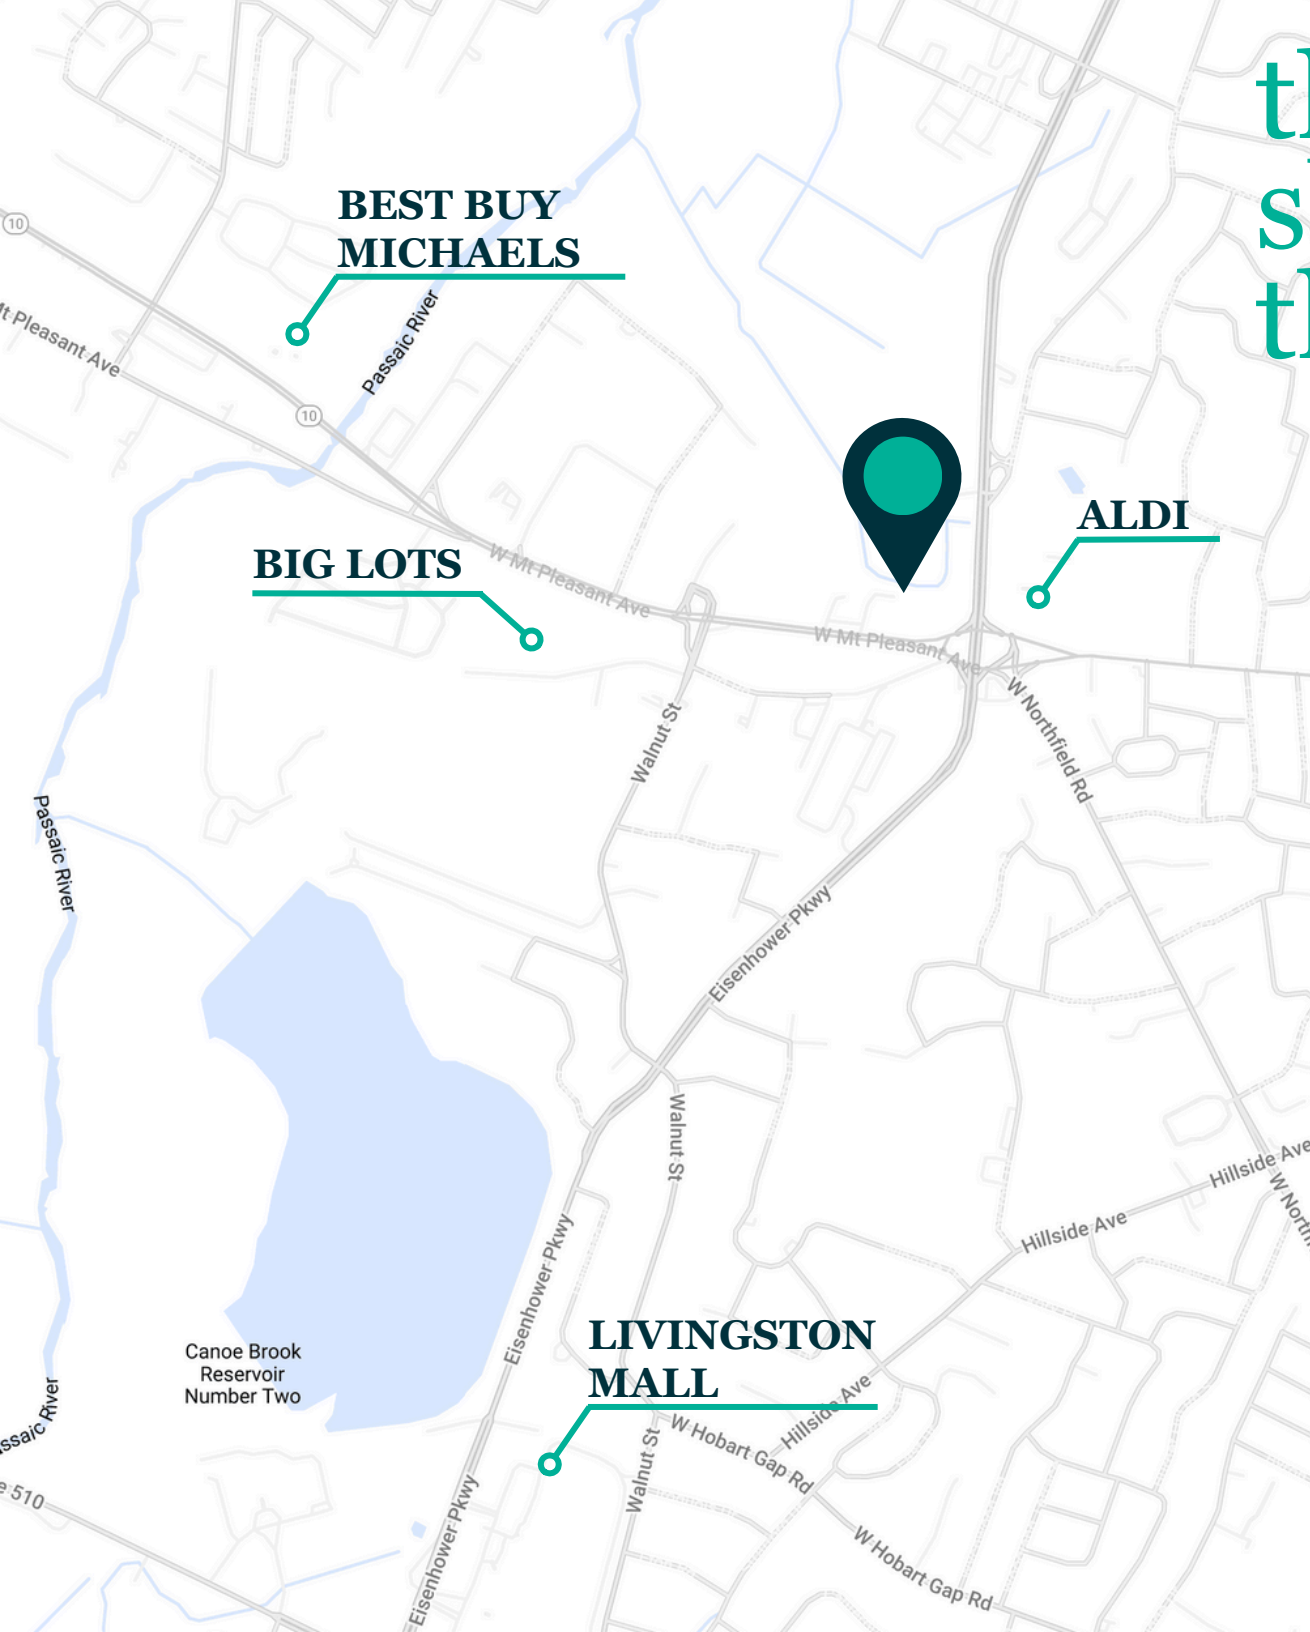 BEST BUY
MICHAELS
10
Mt Pleasant Ave
Passaic River
10
ALDI
BIG LOTS
W Mt Pleasant Ave
W Mt Pleasant Ave
W Northfield Rd
Walnut St
Passaic River
Eisenhower Pkwy
Walnut St
Hillside Ave
Hillside Ave
Eisenhower Pkwy
LIVINGSTON
MALL
Canoe Brook
Reservoir
Number Two
Hillside Ave
W Hobart Gap Rd
Walnut St
510
Eisenhower Pkwy
W Hobart Gap Rd